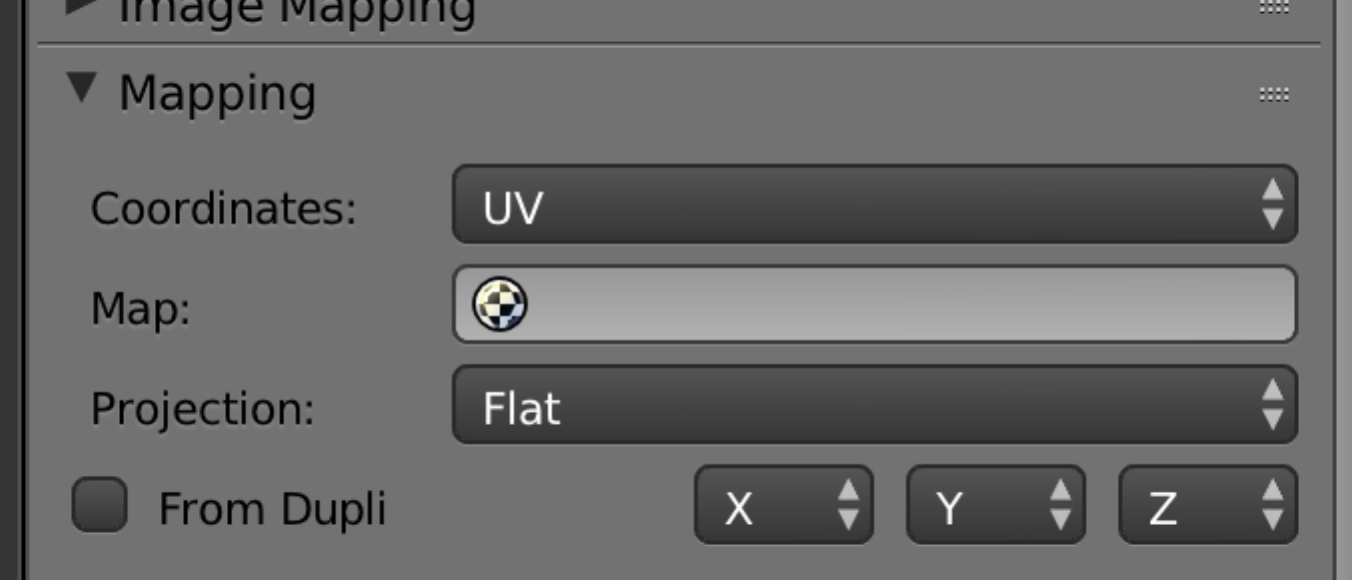 Image Mapping
Mapping
Coordinates: UV
Map:
Projection: Flat
From Dupli X Y Z